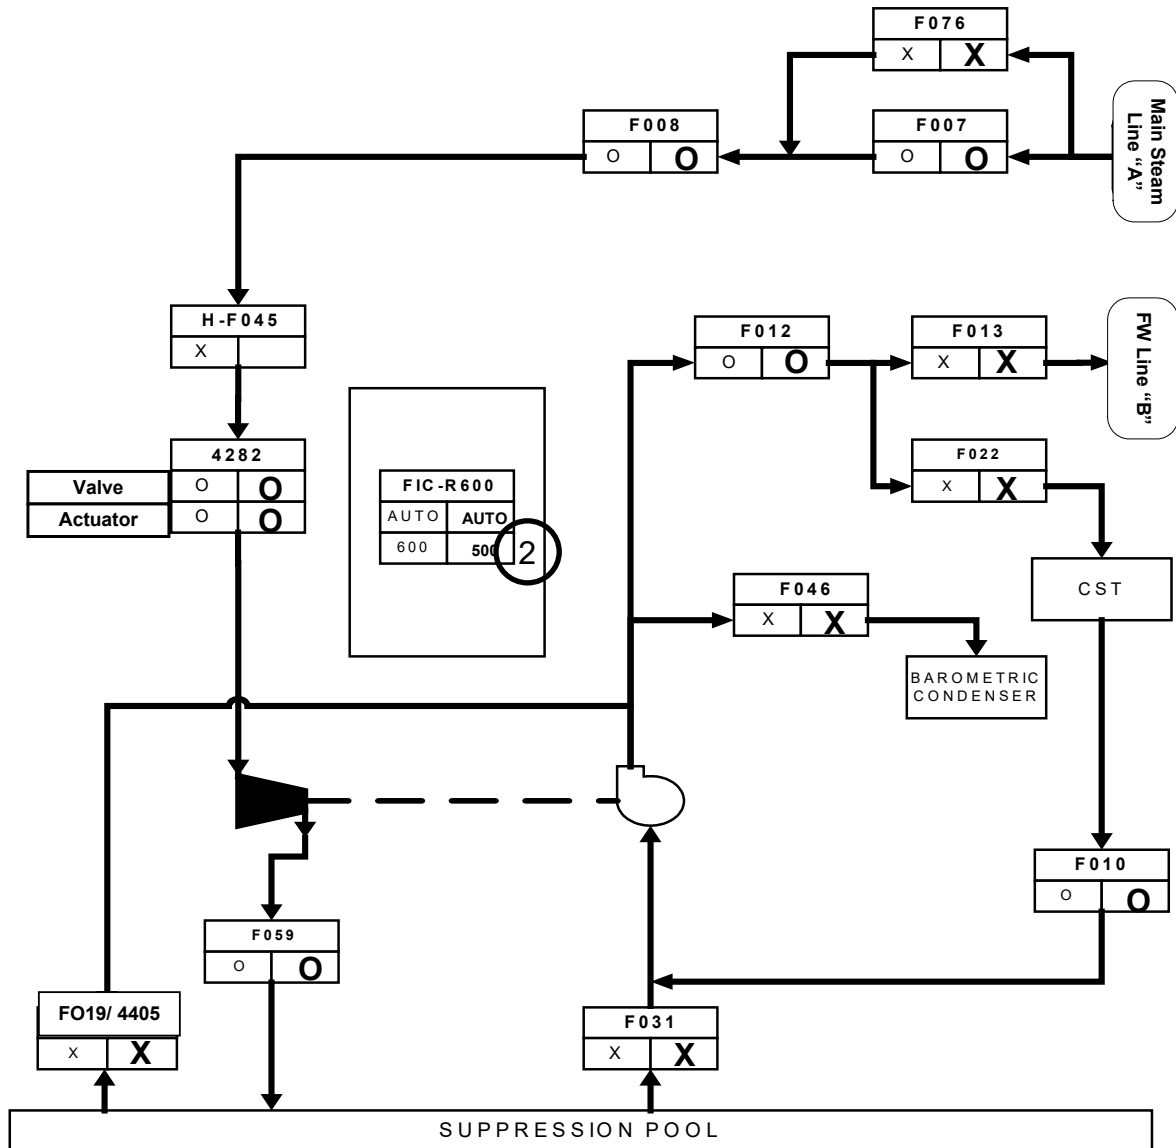 F076
X X
Main Steam
Line "A"
F008
O O
F007
O O
H-F045
X
F012
O O
F013
X X
FW Line "B"
4282
Valve O O
Actuator O O
F022
X X
FIC-R600
AUTO AUTO
600 500
2
CST
F046
X X
BAROMETRIC
CONDENSER
F010
O O
F059
O O
FO19/ 4405
X X
F031
X X
SUPPRESSION POOL